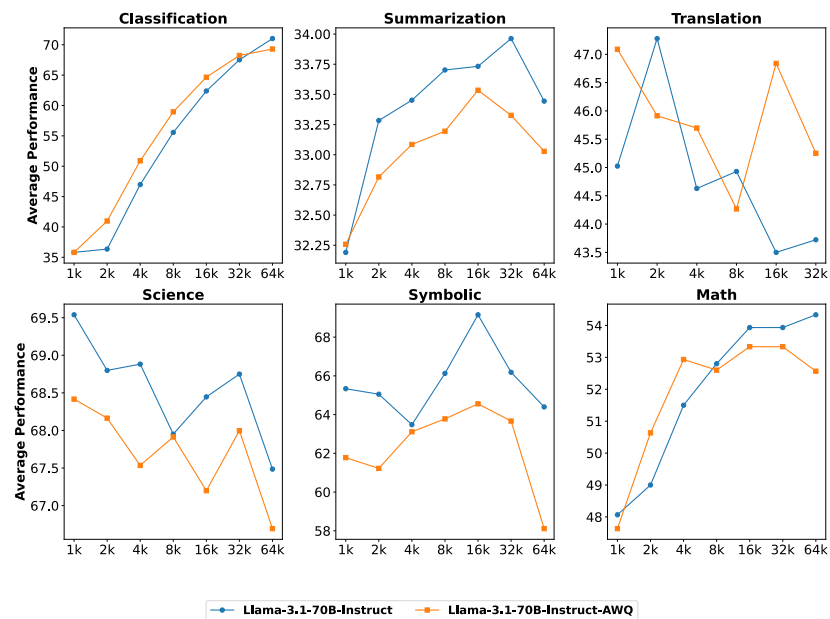 Classification
Summarization
Translation
Average Performance
70
65
60
55
50
45
40
35
1k 2k 4k 8k 16k 32k 64k
34.00
33.75
33.50
33.25
33.00
32.75
32.50
32.25
1k 2k 4k 8k 16k 32k 64k
47.0
46.5
46.0
45.5
45.0
44.5
44.0
43.5
1k 2k 4k 8k 16k 32k
Science
Symbolic
Math
Average Performance
69.5
69.0
68.5
68.0
67.5
67.0
1k 2k 4k 8k 16k 32k 64k
68
66
64
62
60
58
1k 2k 4k 8k 16k 32k 64k
54
53
52
51
50
49
48
1k 2k 4k 8k 16k 32k 64k
Llama-3.1-70B-Instruct Llama-3.1-70B-Instruct-AWQ